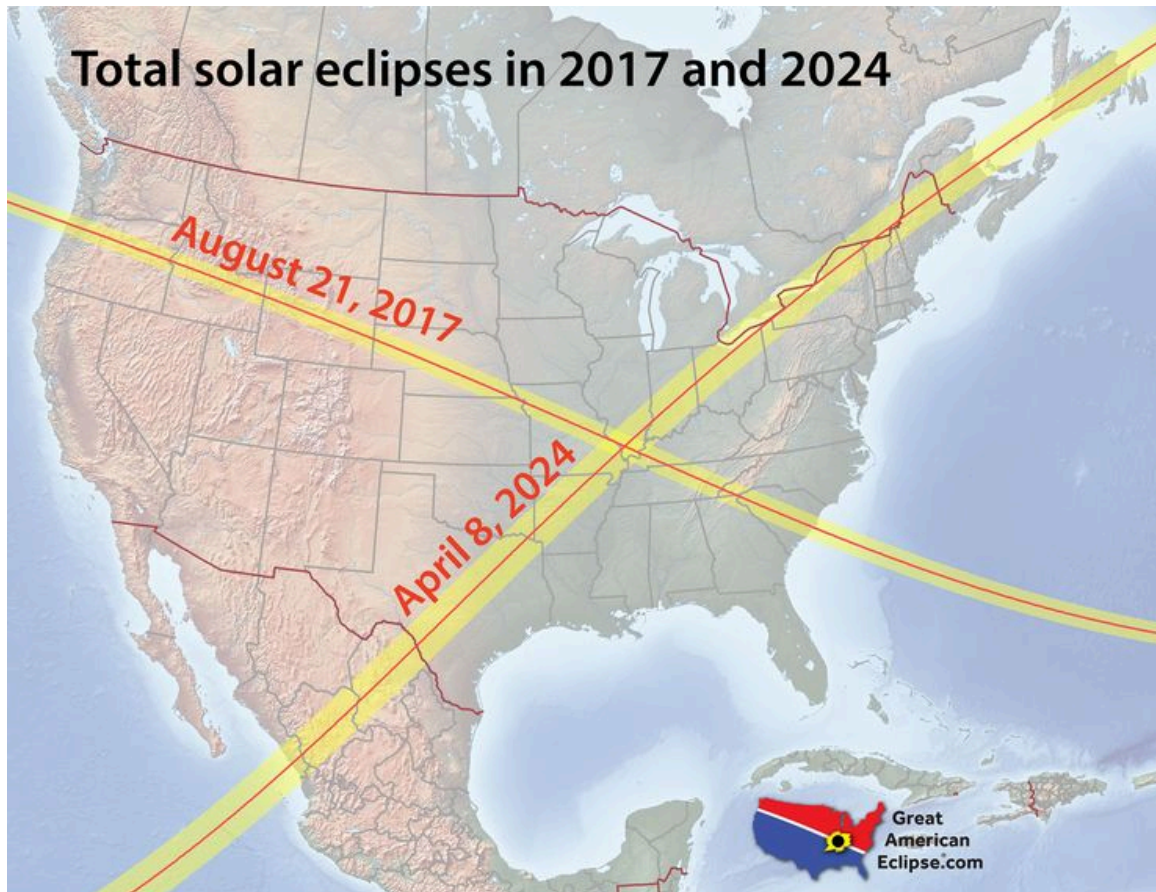 Total solar eclipses in 2017 and 2024
August 21, 2017
April 8, 2024
Great
American
Eclipse.com